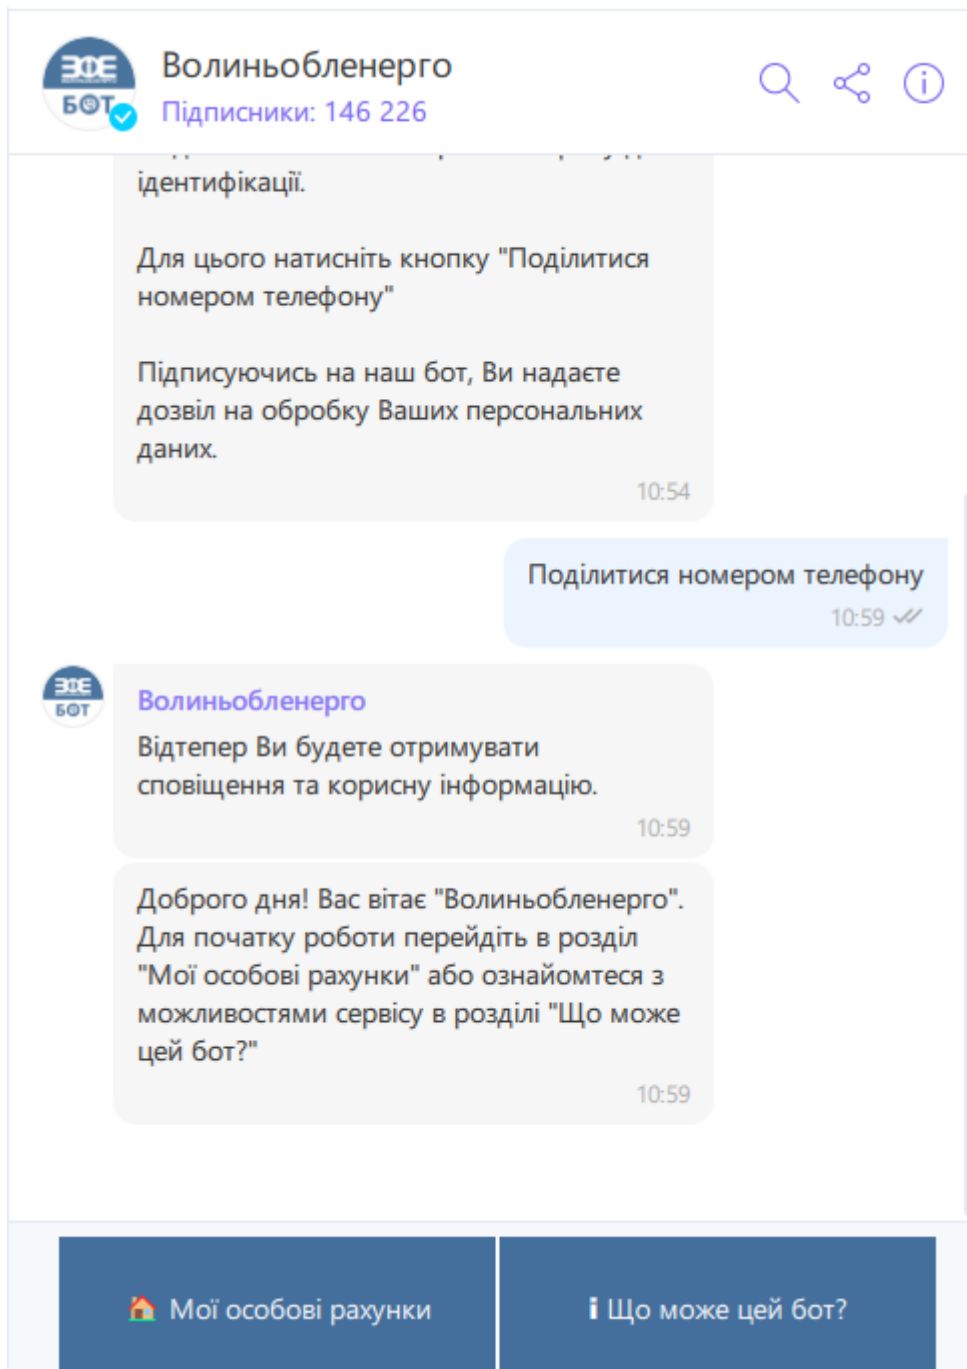 ЗОЕ
БОТ
Волиньобленерго
Підписники: 146 226
ідентифікації.
Для цього натисніть кнопку "Поділитися
номером телефону"
Підписуючись на наш бот, Ви надаєте
дозвіл на обробку Ваших персональних
даних.
10:54
Поділитися номером телефону
10:59
БОТ
Волиньобленерго
Відтепер Ви будете отримувати
сповіщення та корисну інформацію.
10:59
Доброго дня! Вас вітає "Волиньобленерго".
Для початку роботи перейдіть в розділ
"Мої особові рахунки" або ознайомтеся з
можливостями сервісу в розділі "Що може
цей бот?"
10:59
Мої особові рахунки
i Що може цей бот?